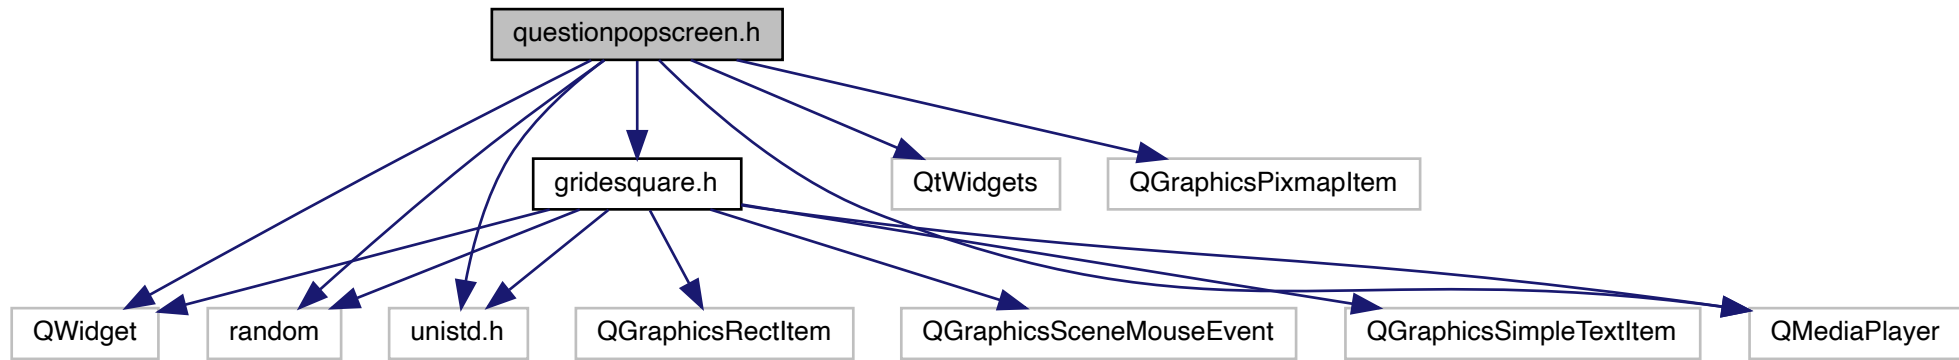 questionpopscreen.h
gridesquare.h
QtWidgets
QGraphicsPixmapItem
QWidget
random
unistd.h
QGraphicsRectItem
QGraphicsSceneMouseEvent
QGraphicsSimpleTextItem
QMediaPlayer